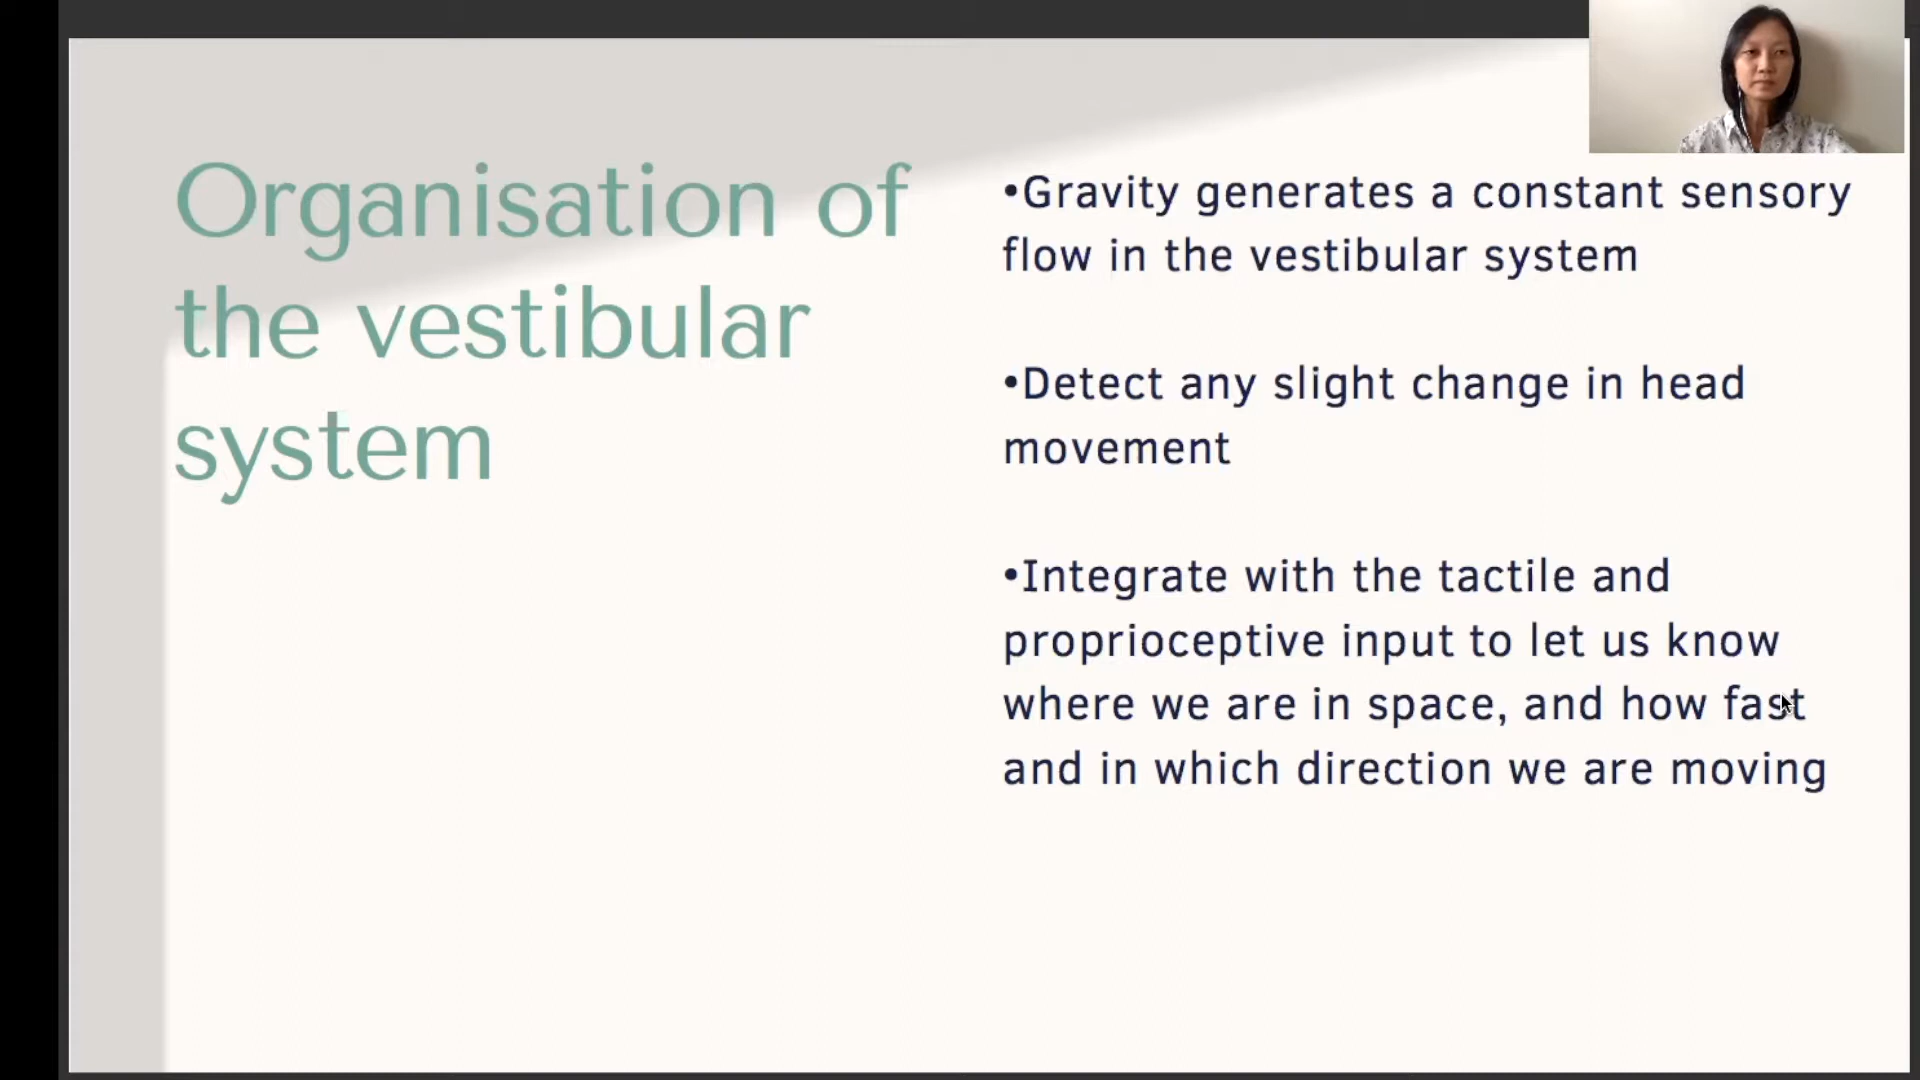 Organisation of
the vestibular
system
•Gravity generates a constant sensory
flow in the vestibular system
•Detect any slight change in head
movement
•Integrate with the tactile and
proprioceptive input to let us know
where we are in space, and how fast
and in which direction we are moving